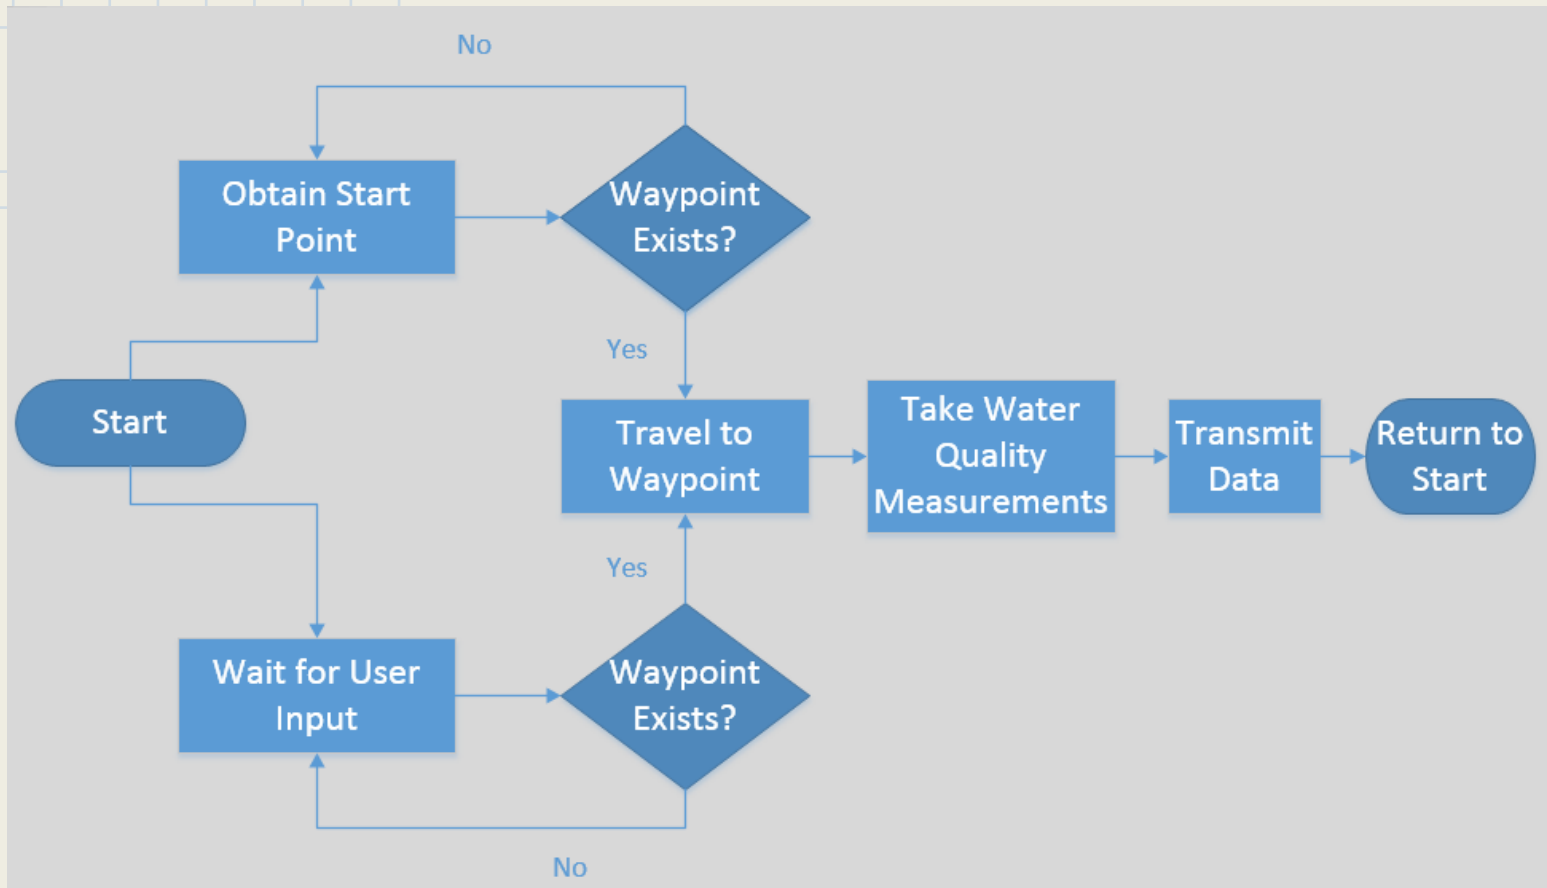 No
Obtain Start
Point
Waypoint
Exists?
Yes
Start
Travel to
Waypoint
Take Water
Quality
Measurements
Transmit
Data
Return to
Start
Yes
Wait for User
Input
Waypoint
Exists?
No